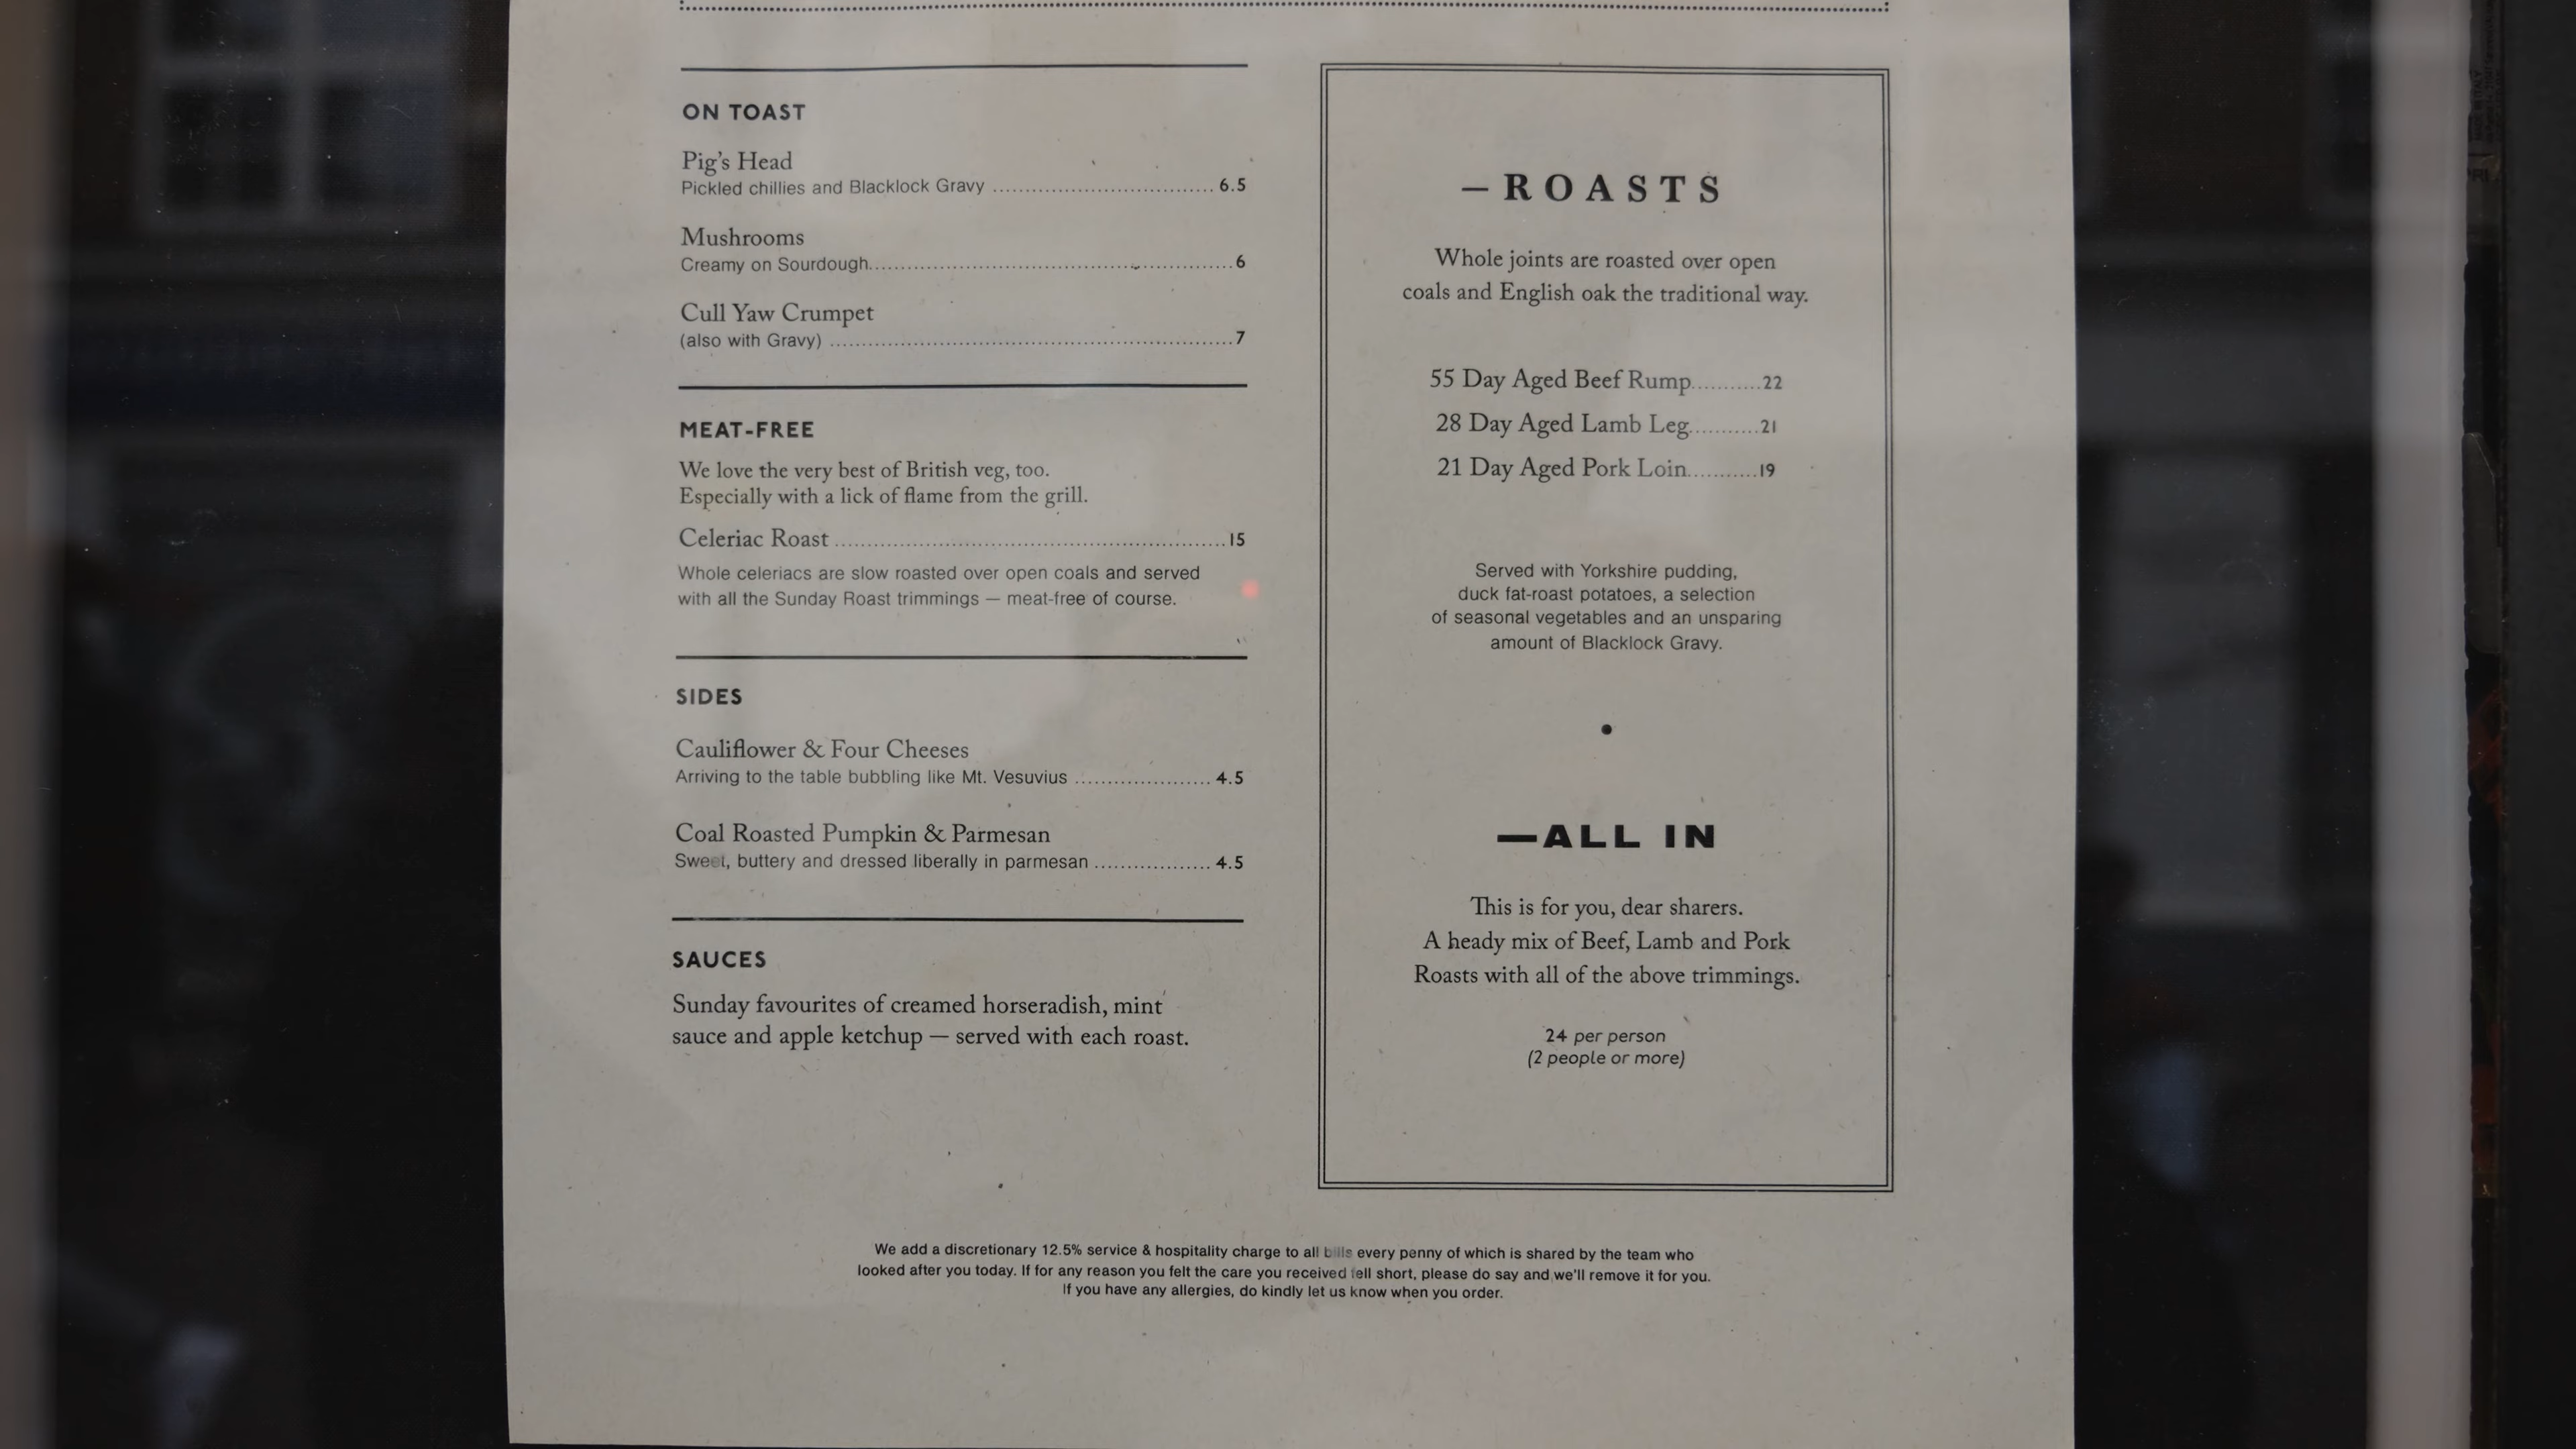 ON TOAST
Pig's Head
Pickled chillies and Blacklock Gravy .................................. 6.5
Mushrooms
Creamy on Sourdough.........................................................6
Cull Yaw Crumpet
(also with Gravy) ...............................................................7
MEAT-FREE
We love the very best of British veg, too.
Especially with a lick of flame from the grill.
Celeriac Roast .............................................................15
Whole celeriacs are slow roasted over open coals and served
with all the Sunday Roast trimmings — meat-free of course.
SIDES
Cauliflower & Four Cheeses
Arriving to the table bubbling like Mt. Vesuvius ..................... 4.5
Coal Roasted Pumpkin & Parmesan
Sweet, buttery and dressed liberally in parmesan .................. 4.5
SAUCES
Sunday favourites of creamed horseradish, mint
sauce and apple ketchup — served with each roast.
—ROASTS
Whole joints are roasted over open
coals and English oak the traditional way.
55 Day Aged Beef Rump...........22
28 Day Aged Lamb Leg...........21
21 Day Aged Pork Loin...........19
Served with Yorkshire pudding,
duck fat-roast potatoes, a selection
of seasonal vegetables and an unsparing
amount of Blacklock Gravy.
•
—ALL IN
This is for you, dear sharers.
A heady mix of Beef, Lamb and Pork
Roasts with all of the above trimmings.
24 per person
(2 people or more)
We add a discretionary 12.5% service & hospitality charge to all bills every penny of which is shared by the team who
looked after you today. If for any reason you felt the care you received fell short, please do say and we'll remove it for you.
If you have any allergies, do kindly let us know when you order.